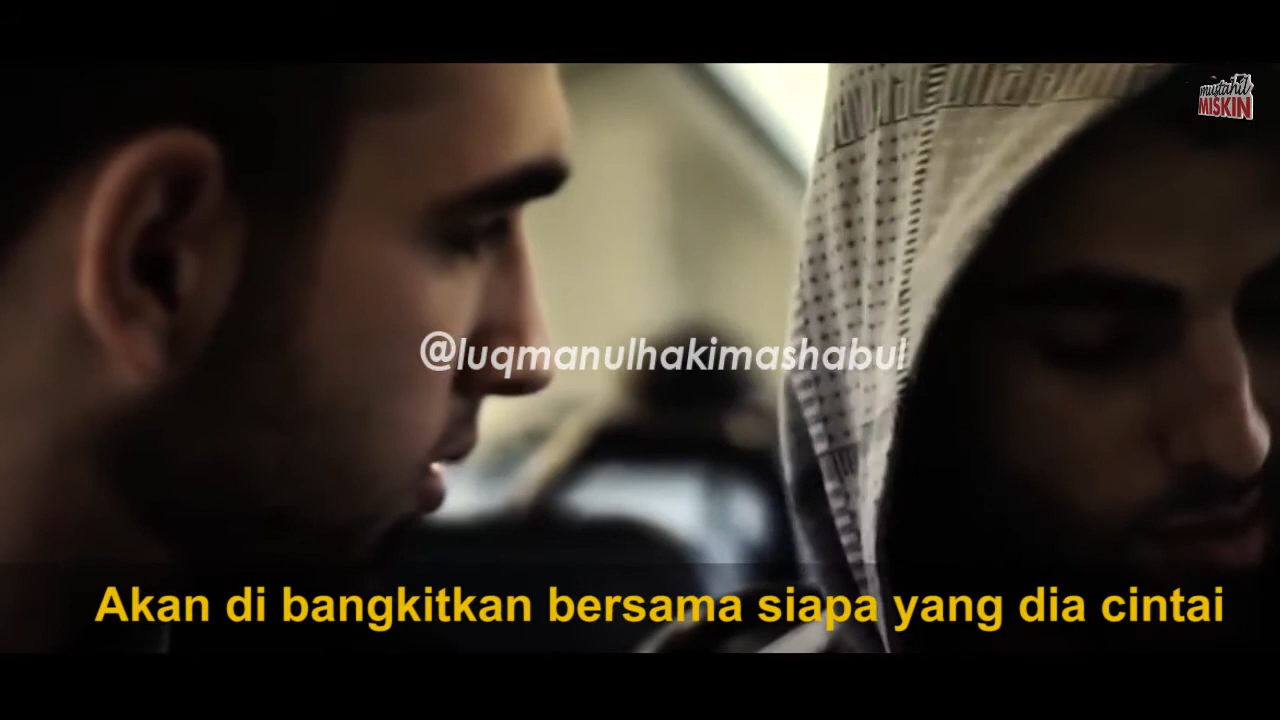 mustahil
MISKIN
@luqmanulhakimashabul
Akan di bangkitkan bersama siapa yang dia cintai